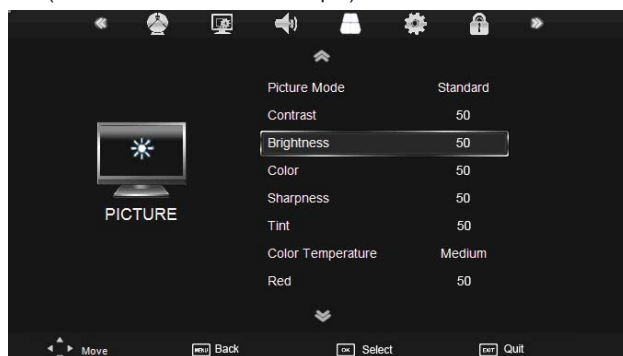 Picture Mode Standard
Contrast 50
Brightness 50
Color 50
Sharpness 50
Tint 50
Color Temperature Medium
Red 50
PICTURE
Move MENU Back OK Select EXIT Quit